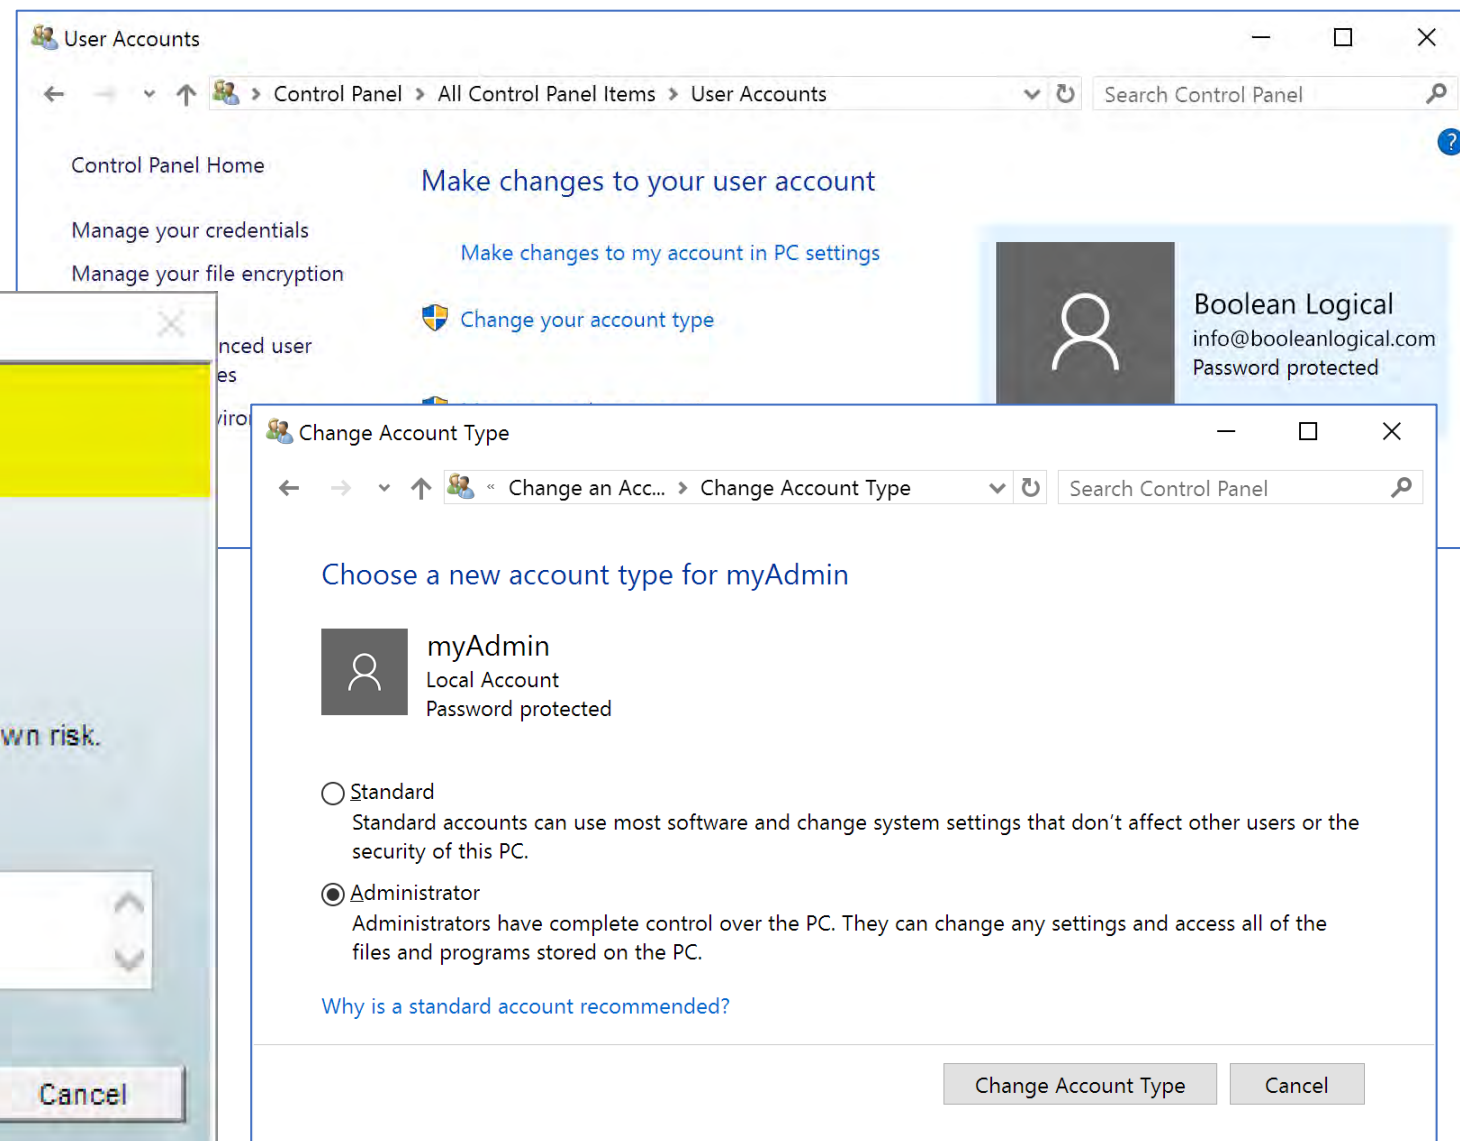 User Accounts
Control Panel > All Control Panel Items > User Accounts
Search Control Panel
?
Control Panel Home
Make changes to your user account
Manage your credentials
Make changes to my account in PC settings
Manage your file encryption
Boolean Logical
info@booleanlogical.com
Password protected
Change your account type
nced user
es
viro
Change Account Type
« Change an Acc... > Change Account Type
Search Control Panel
Choose a new account type for myAdmin
myAdmin
Local Account
Password protected
wn risk.
Standard
Standard accounts can use most software and change system settings that don't affect other users or the
security of this PC.
Administrator
Administrators have complete control over the PC. They can change any settings and access all of the
files and programs stored on the PC.
Why is a standard account recommended?
Cancel
Change Account Type
Cancel